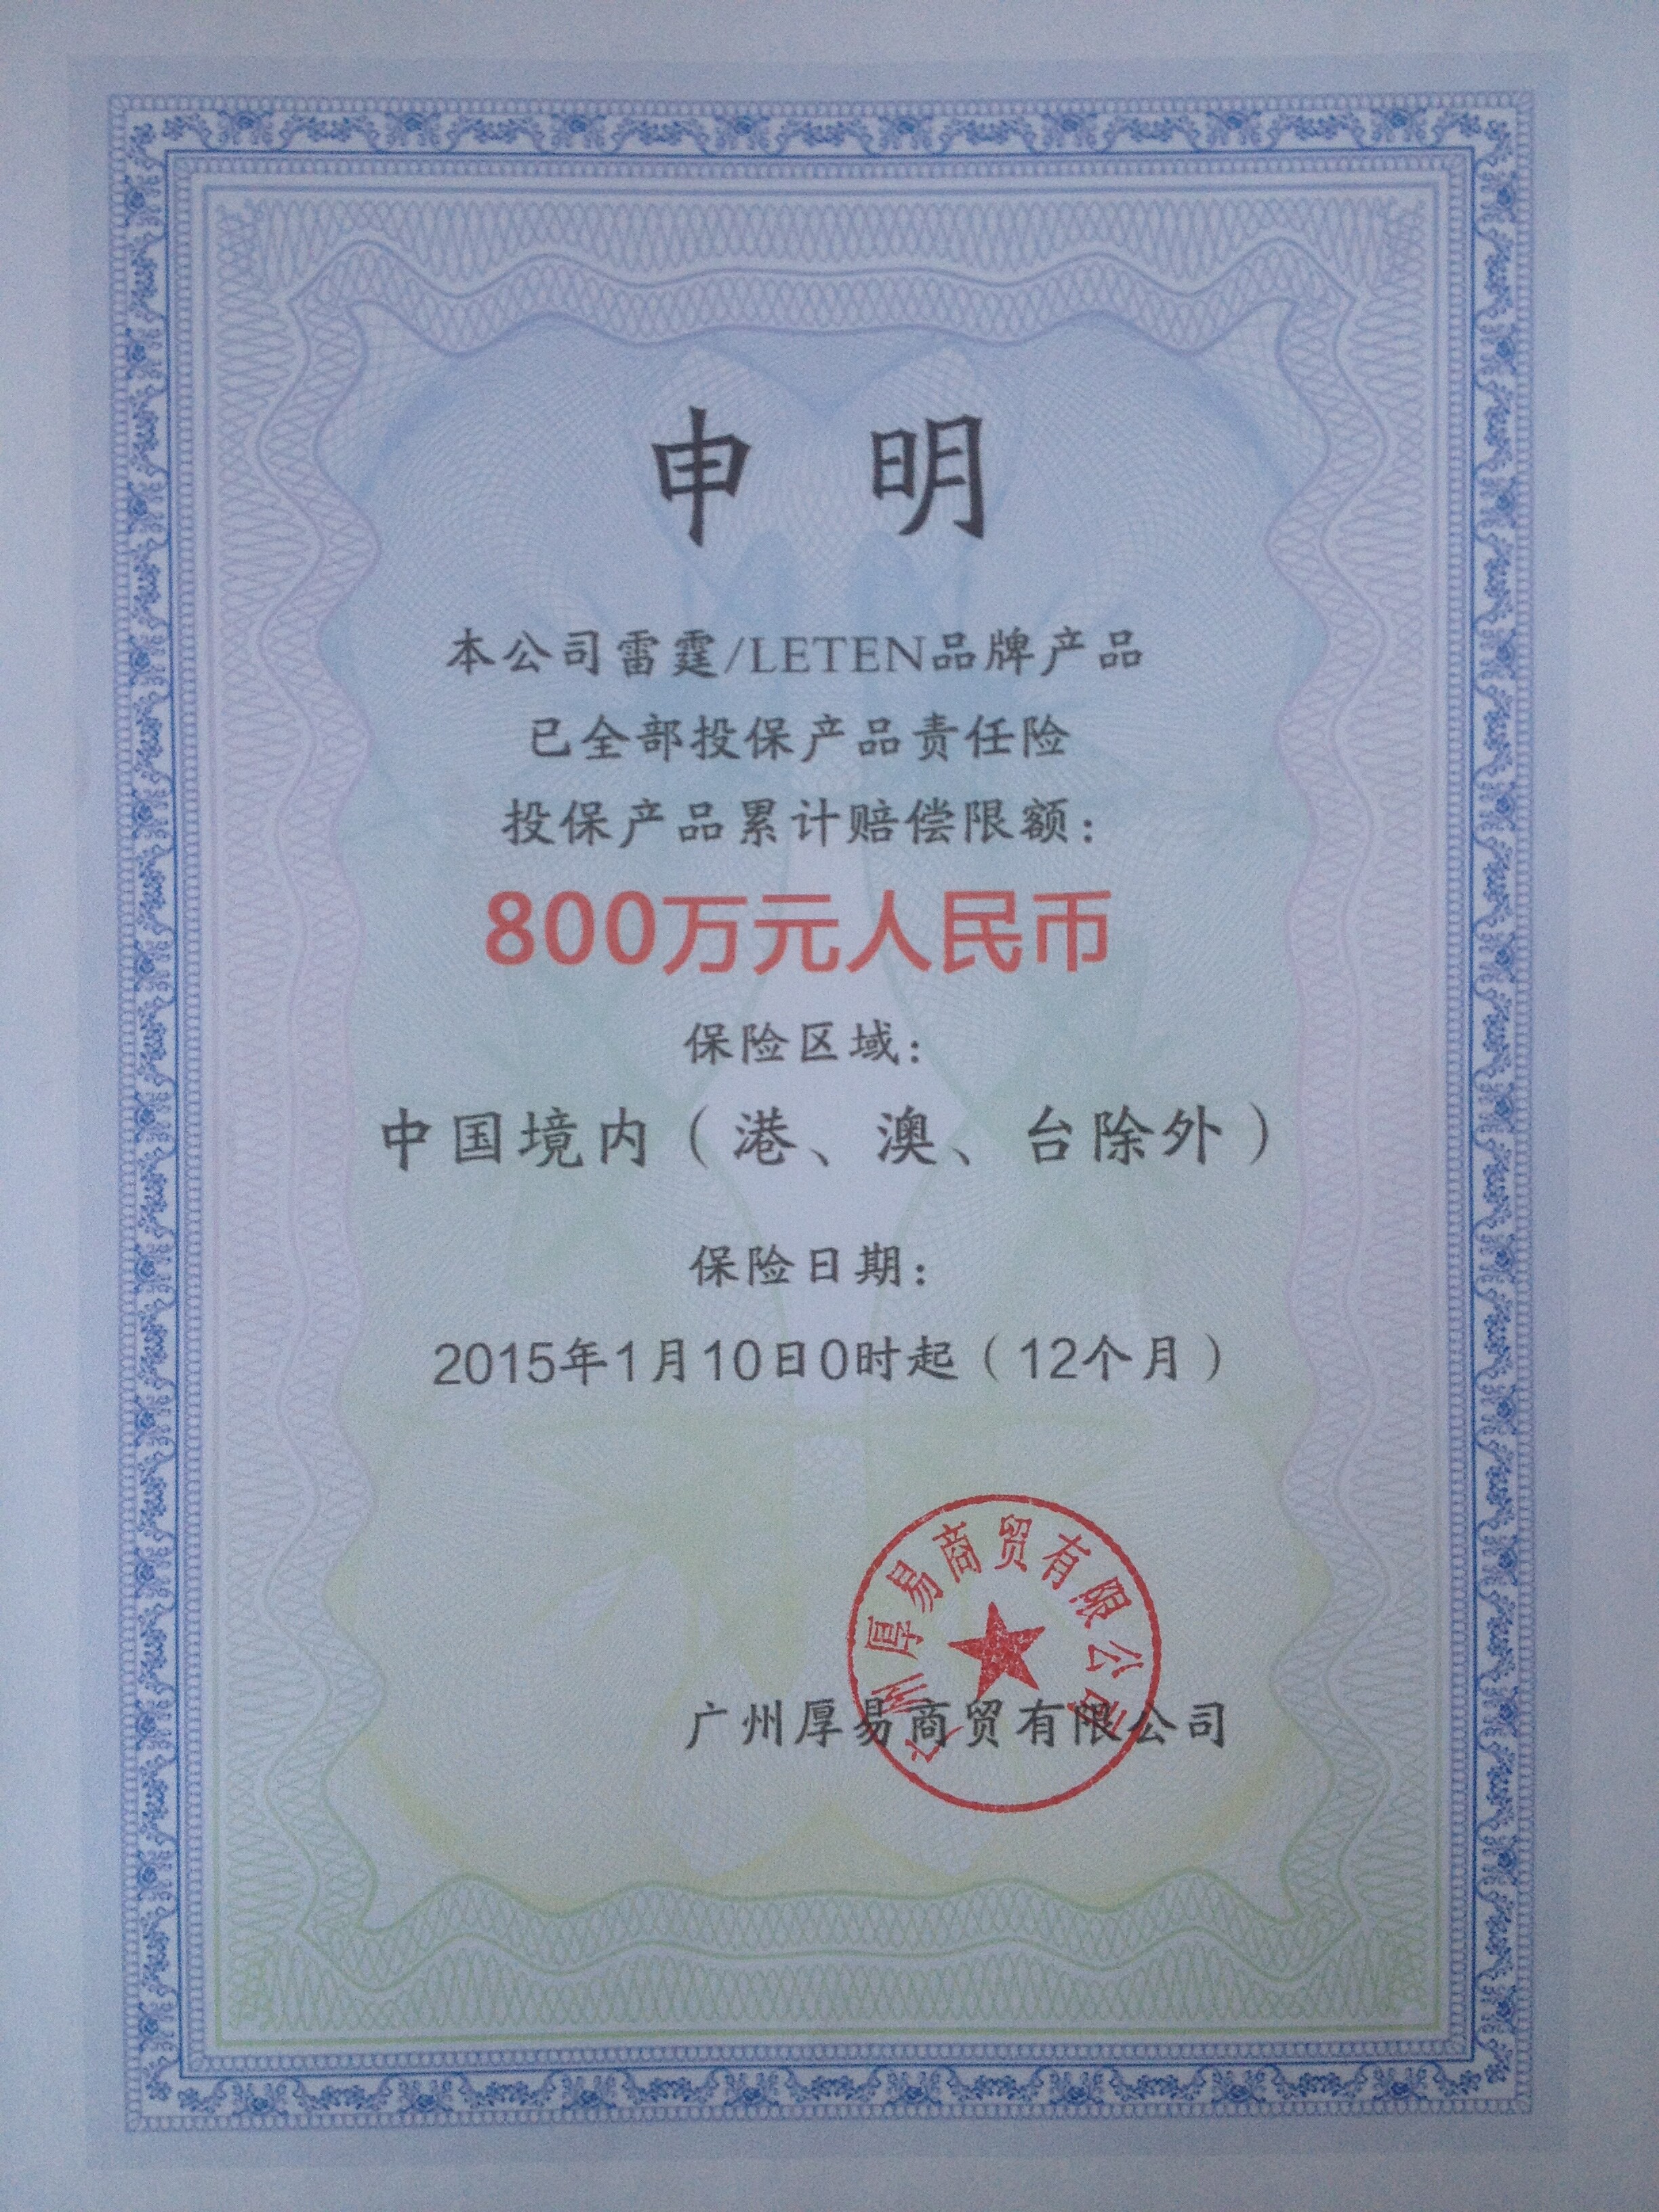 申 明
本公司雷霆/LETEN品牌产品
已全部投保产品责任险
投保产品累计赔偿限额：
800万元人民币
保险区域：
中国境内（港、澳、台除外）
保险日期：
2015年1月10日0时起（12个月）
广州厚易商贸有限公司
广州厚易商贸有限公司